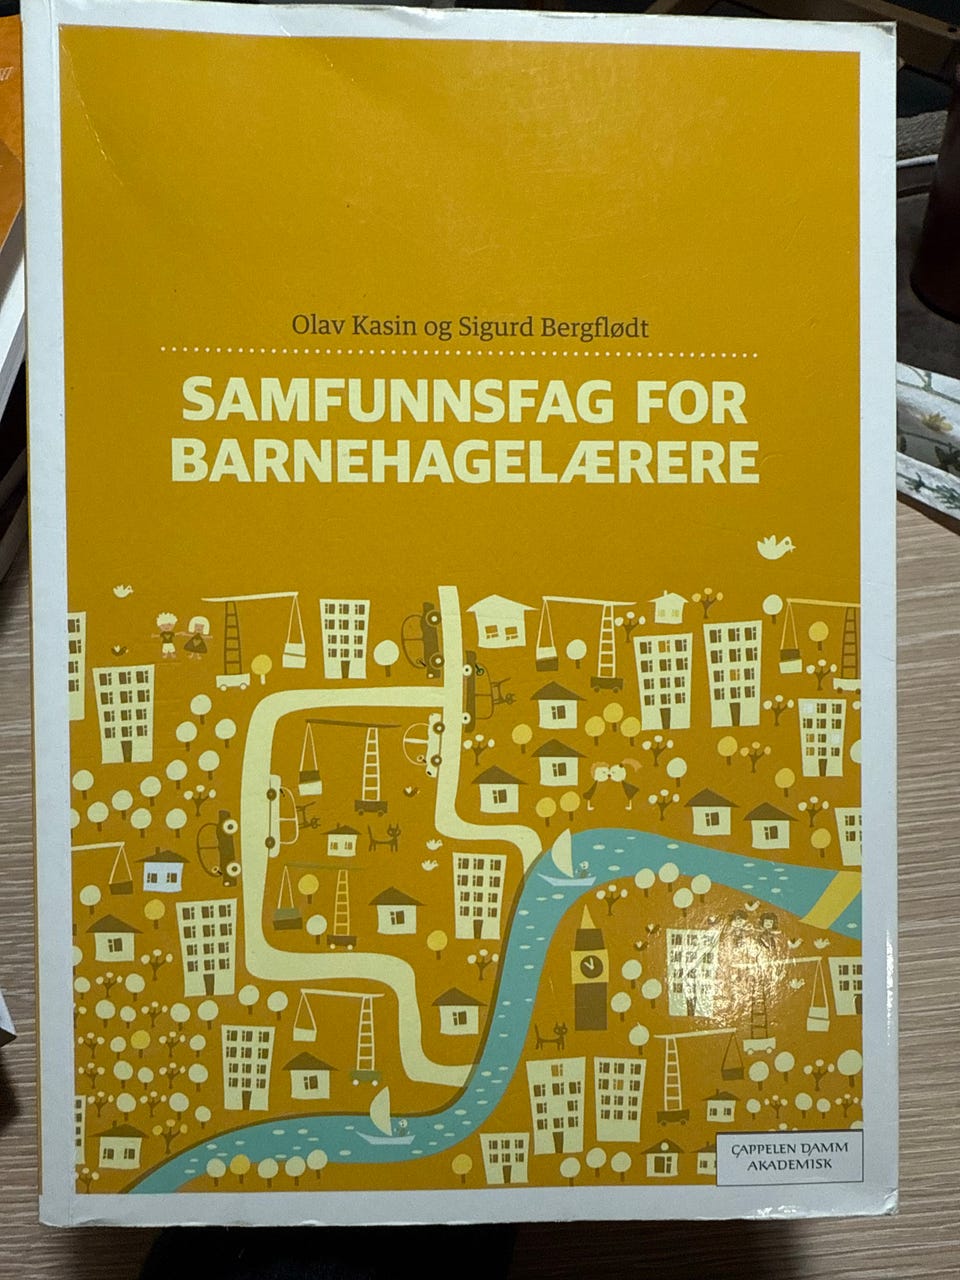 Olav Kasin og Sigurd Bergflødt
SAMFUNNSFAG FOR
BARNEHAGELÆRERE
CAPPELEN DAMM
AKADEMISK